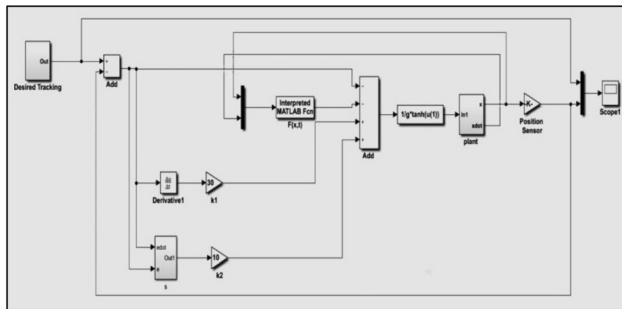 Out
Desired Tracking
Add
Interpreted
MATLAB Fcn
F(x,t)
Add
1/g*tanh(u(1))
In1
x
xdot
plant
-K-
Position
Sensor
Scope1
du
dt
Derivative1
30
k1
edot
e
Out1
s
10
k2